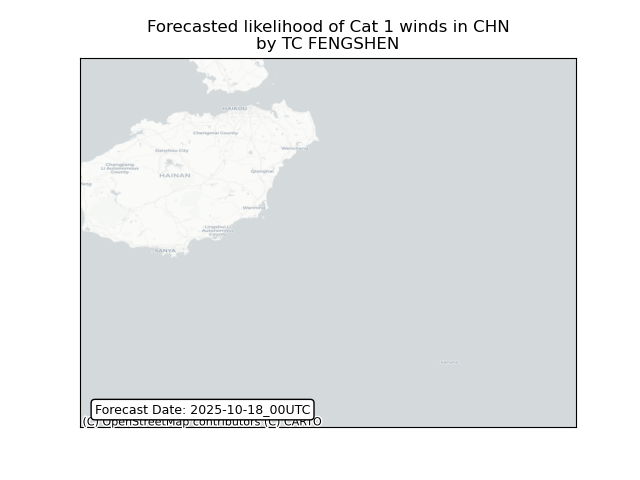 Forecasted likelihood of Cat 1 winds in CHN
by TC FENGSHEN
HAIKOU
Chengmai County
Wenchang
Danzhou City
Changjiang
Li Autonomous
County
Qionghai
HAINAN
Wanning
Lingshui Li
Autonomous
County
SANYA
Forecast Date: 2025-10-18_00UTC
(C) OpenStreetMap contributors (C) CARTO